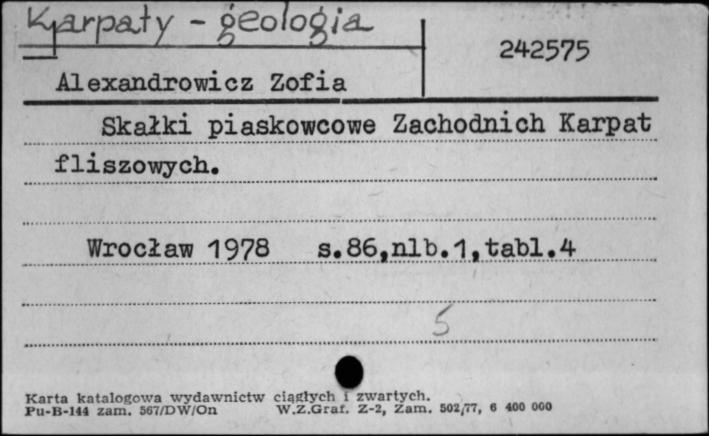 Karpaty - geologia
242575
Alexandrowicz Zofia
Skałki piaskowcowe Zachodnich Karpat
fliszowych.
Wrocław 1978 s.86,nlb.1,tabl.4
5
Karta katalogowa wydawnictw ciągłych i zwartych.
Pu-B-144 zam. 567/DW/On W.Z.Graf. Z-2, Zam. 502/77, 6 400 000